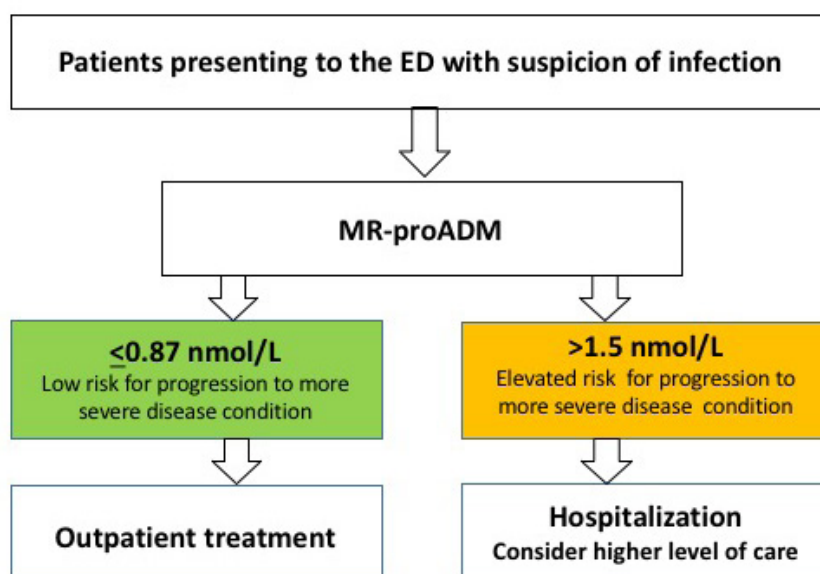 Patients presenting to the ED with suspicion of infection
MR-proADM
≤0.87 nmol/L
Low risk for progression to more
severe disease condition
>1.5 nmol/L
Elevated risk for progression to
more severe disease condition
Outpatient treatment
Hospitalization
Consider higher level of care